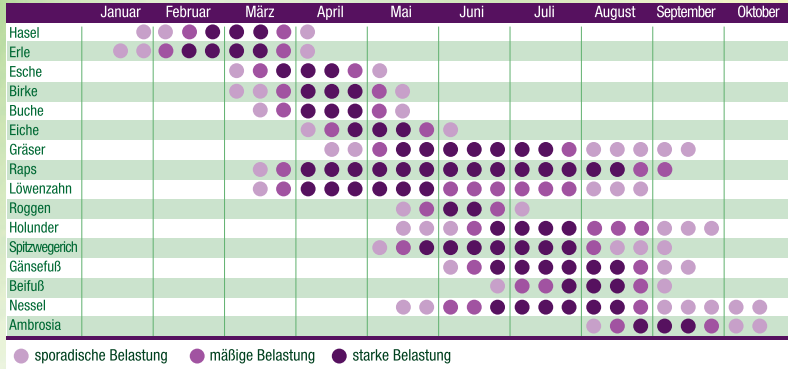 Januar Februar März April Mai Juni Juli August September Oktober
Hasel
Erle
Esche
Birke
Buche
Eiche
Gräser
Raps
Löwenzahn
Roggen
Holunder
Spitzwegerich
Gänsefuß
Beifuß
Nessel
Ambrosia
sporadische Belastung mäßige Belastung starke Belastung